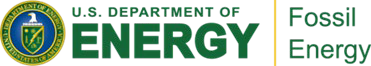 U.S. DEPARTMENT OF
ENERGY
Fossil
Energy